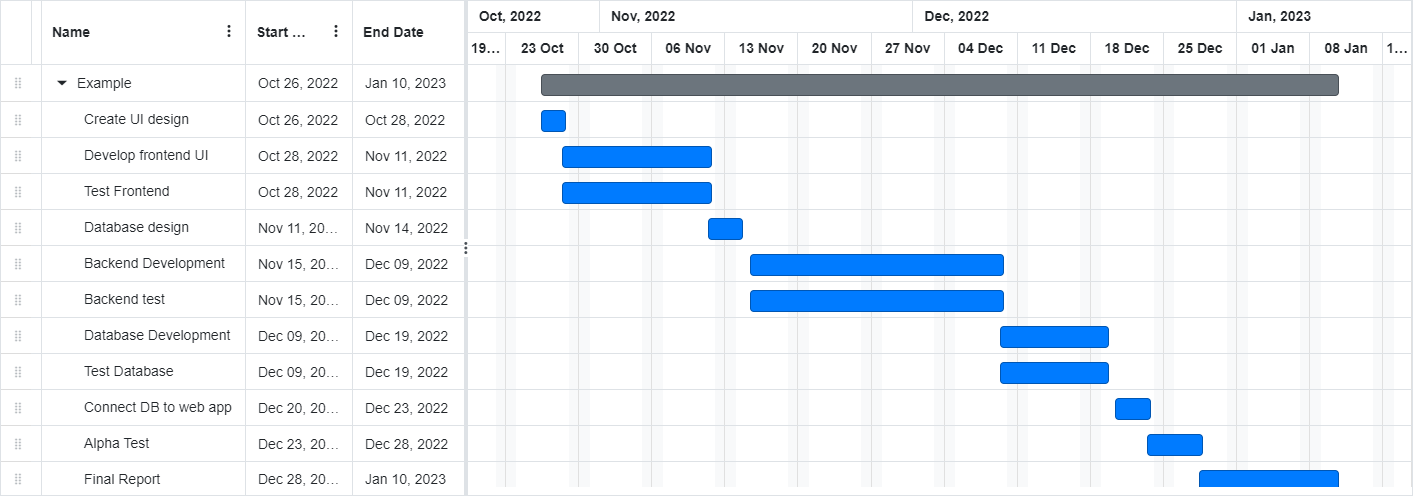 Name Start ... End Date Oct, 2022 Nov, 2022 Dec, 2022 Jan, 2023
19... 23 Oct 30 Oct 06 Nov 13 Nov 20 Nov 27 Nov 04 Dec 11 Dec 18 Dec 25 Dec 01 Jan 08 Jan 1...
Example Oct 26, 2022 Jan 10, 2023
Create UI design Oct 26, 2022 Oct 28, 2022
Develop frontend UI Oct 28, 2022 Nov 11, 2022
Test Frontend Oct 28, 2022 Nov 11, 2022
Database design Nov 11, 20... Nov 14, 2022
Backend Development Nov 15, 20... Dec 09, 2022
Backend test Nov 15, 20... Dec 09, 2022
Database Development Dec 09, 20... Dec 19, 2022
Test Database Dec 09, 20... Dec 19, 2022
Connect DB to web app Dec 20, 20... Dec 23, 2022
Alpha Test Dec 23, 20... Dec 28, 2022
Final Report Dec 28, 20... Jan 10, 2023